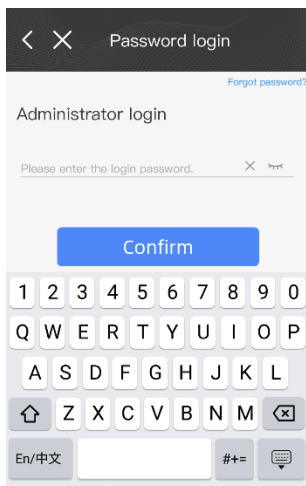 Password login
Forgot password?
Administrator login
Please enter the login password.
Confirm
1 2 3 4 5 6 7 8 9 0
Q W E R T Y U I O P
A S D F G H J K L
Z X C V B N M
En/中文 #+=